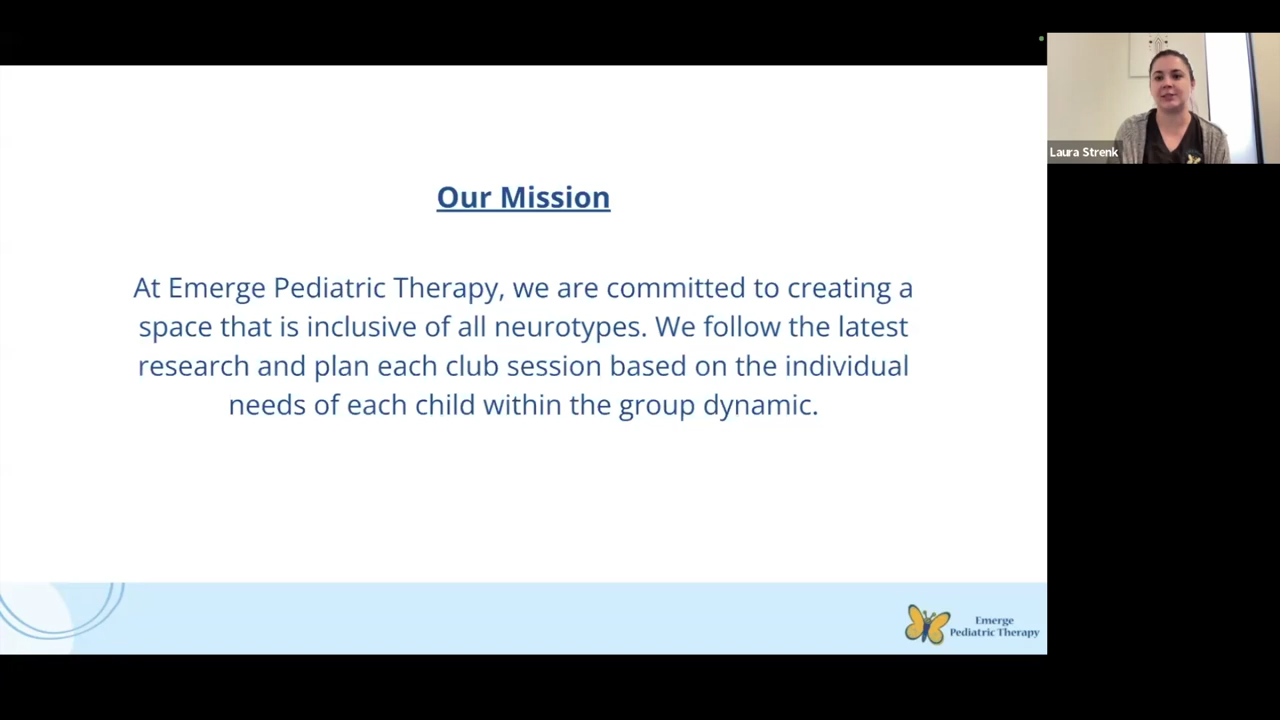 Our Mission
At Emerge Pediatric Therapy, we are committed to creating a
space that is inclusive of all neurotypes. We follow the latest
research and plan each club session based on the individual
needs of each child within the group dynamic.
Laura Strenk
Emerge
Pediatric Therapy